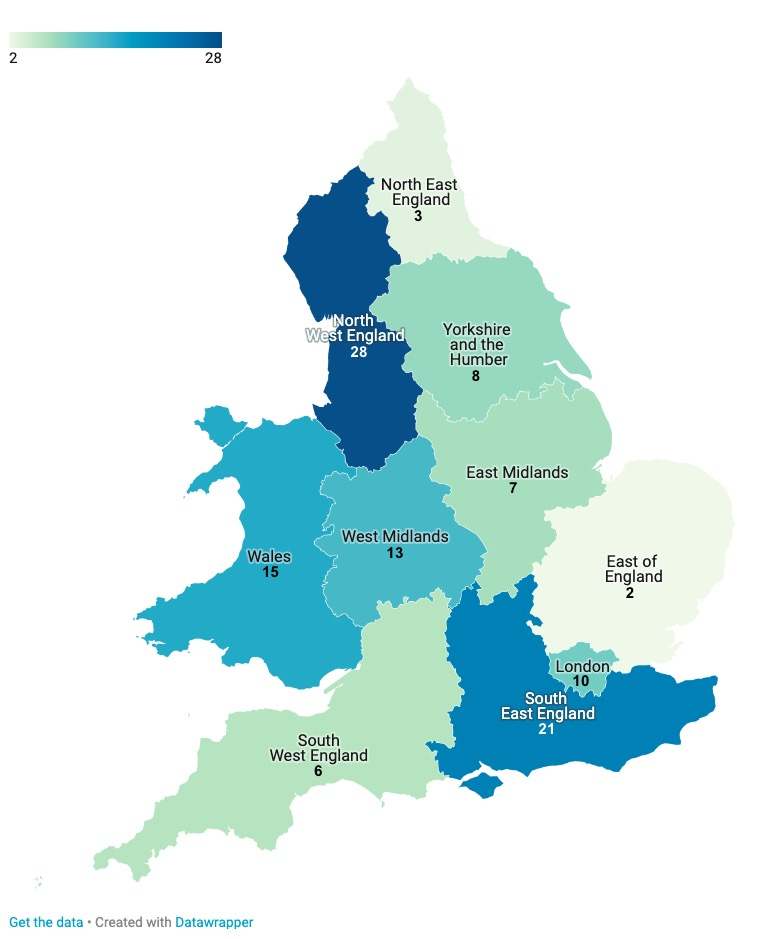 2
28
North East
England
3
North
West England
28
Yorkshire
and the
Humber
8
East Midlands
7
West Midlands
13
Wales
15
East of
England
2
London
10
South
East England
21
South
West England
6
Get the data • Created with Datawrapper